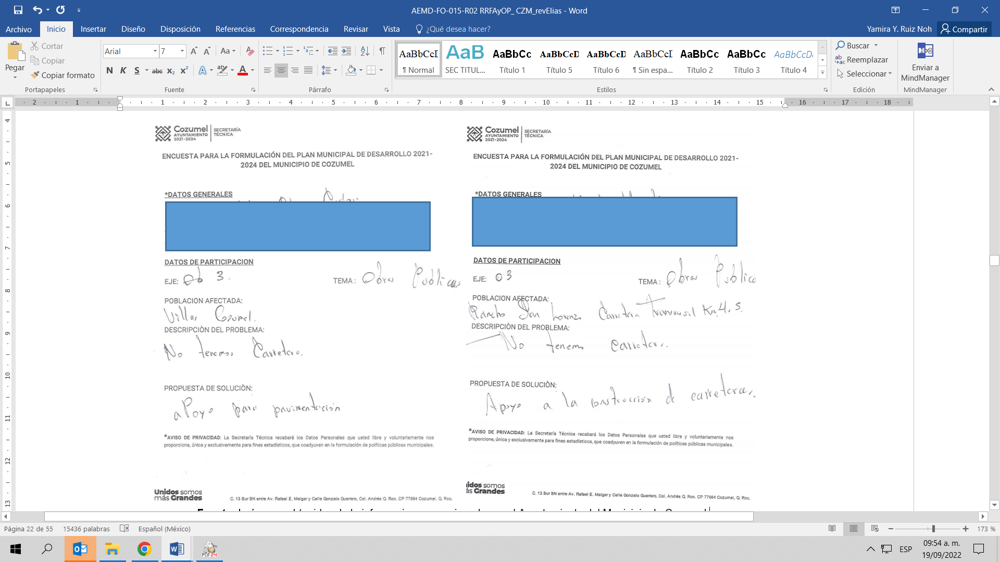 AEMD-FO-015-R02 RRFAyOP_ CZM_revElias - Word
Archivo Inicio Insertar Diseño Disposición Referencias Correspondencia Revisar Vista ¿Qué desea hacer? Yamira Y. Ruiz Noh Compartir
Pegar
Cortar
Copiar
Copiar formato
Portapapeles
Arial 7
Aa
N K S abc x₂ x² A ab A
Fuente
Párrafo
AaBbCcI AaB AaBbCc AaBbCcD AaBbCcD AaBbCcI AaBbCc AaBbCc AaBbCcD
¶ Normal SEC TITUL... Título 1 Título 5 Título 6 ¶ Sin espa... Título 2 Título 3 Título 4
Estilos
Buscar
Reemplazar
Seleccionar
Edición
Enviar a
MindManager
MindManager
2 1 1 2 3 4 5 6 7 8 9 10 11 12 13 14 15 16 17 18
4
5
6
7
8
9
10
11
12
13
Cozumel
AYUNTAMIENTO
2021-2024
SECRETARÍA
TÉCNICA
ENCUESTA PARA LA FORMULACIÓN DEL PLAN MUNICIPAL DE DESARROLLO 2021-
2024 DEL MUNICIPIO DE COZUMEL
*DATOS GENERALES
DATOS DE PARTICIPACION
EJE: 3. TEMA : Obras Publicas
POBLACION AFECTADA:
Villas Cozumel.
DESCRIPCIÒN DEL PROBLEMA:
No tenemos Carretera.
PROPUESTA DE SOLUCIÒN:
aPoyo para pavimentación
*AVISO DE PRIVACIDAD: La Secretaría Técnica recabará los Datos Personales que usted libre y voluntariamente nos
proporcione, única y exclusivamente para fines estadísticos, que coadyuven en la formulación de políticas públicas municipales.
Unidos somos
más Grandes
C. 13 Sur SN entre Av. Rafael E. Melgar y Calle Gonzalo Guerrero, Col. Andrés Q. Roo. CP 77664 Cozumel, Q. Roo.
Cozumel
AYUNTAMIENTO
2021-2024
SECRETARÍA
TÉCNICA
ENCUESTA PARA LA FORMULACIÓN DEL PLAN MUNICIPAL DE DESARROLLO 2021-
2024 DEL MUNICIPIO DE COZUMEL
*DATOS GENERALES
DATOS DE PARTICIPACION
EJE: 03 TEMA : Obras Publica
POBLACION AFECTADA:
Rancho San Lorenzo Carretera Transversal Km. 4.5.
DESCRIPCIÒN DEL PROBLEMA:
No tenemos carretera.
PROPUESTA DE SOLUCIÒN:
Apoyo a la construcción de carreteras.
*AVISO DE PRIVACIDAD: La Secretaría Técnica recabará los Datos Personales que usted libre y voluntariamente nos
proporcione, única y exclusivamente para fines estadísticos, que coadyuven en la formulación de políticas públicas municipales.
idos somos
más Grandes
C. 13 Sur SN entre Av. Rafael E. Melgar y Calle Gonzalo Guerrero, Col. Andrés Q. Roo. CP 77664 Cozumel, Q. Roo.
Página 22 de 55 15436 palabras Español (México) 173 %
PDF24
ESP
09:54 a. m.
19/09/2022